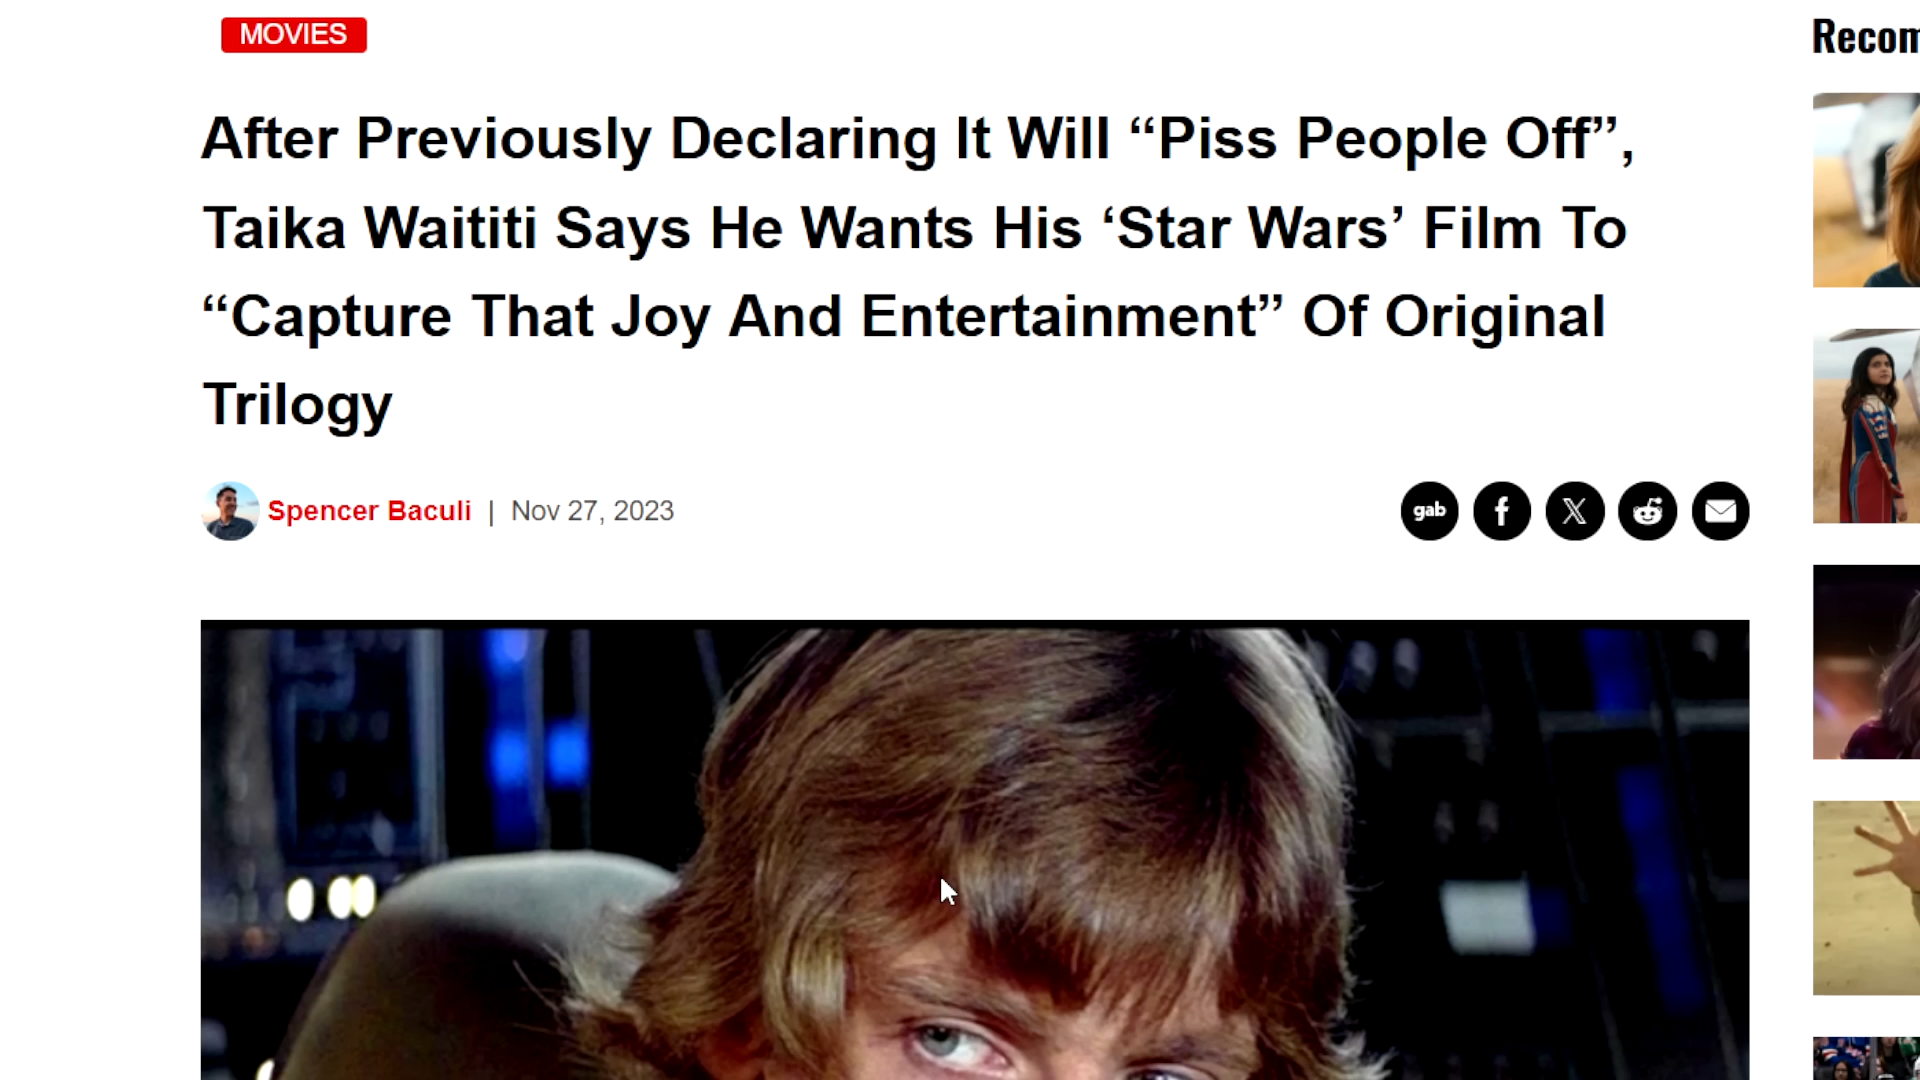 MOVIES
Recom
After Previously Declaring It Will “Piss People Off”,
Taika Waititi Says He Wants His ‘Star Wars’ Film To
“Capture That Joy And Entertainment” Of Original
Trilogy
Spencer Baculi | Nov 27, 2023
gab